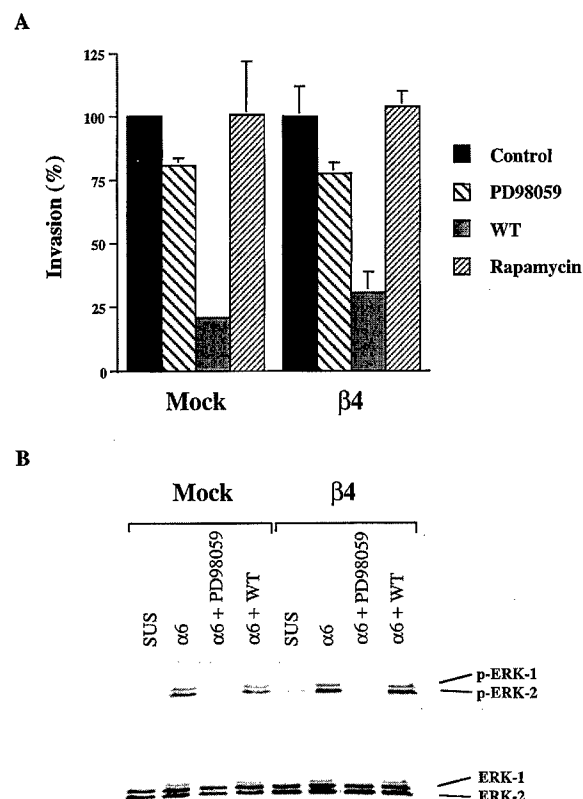 A
125
100
75
50
25
0
Invasion (%)
Mock
β4
Control
PD98059
WT
Rapamycin
B
Mock
β4
SUS
α6
α6 + PD98059
α6 + WT
SUS
α6
α6 + PD98059
α6 + WT
p-ERK-1
p-ERK-2
ERK-1
ERK-2